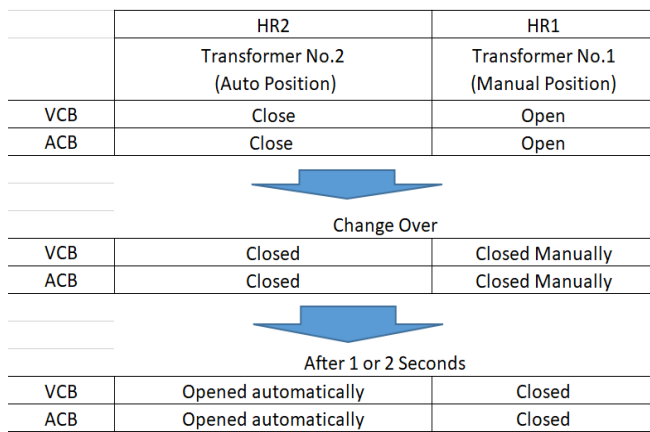 HR2 HR1
Transformer No.2 Transformer No.1
(Auto Position) (Manual Position)
VCB Close Open
ACB Close Open
Change Over
VCB Closed Closed Manually
ACB Closed Closed Manually
After 1 or 2 Seconds
VCB Opened automatically Closed
ACB Opened automatically Closed